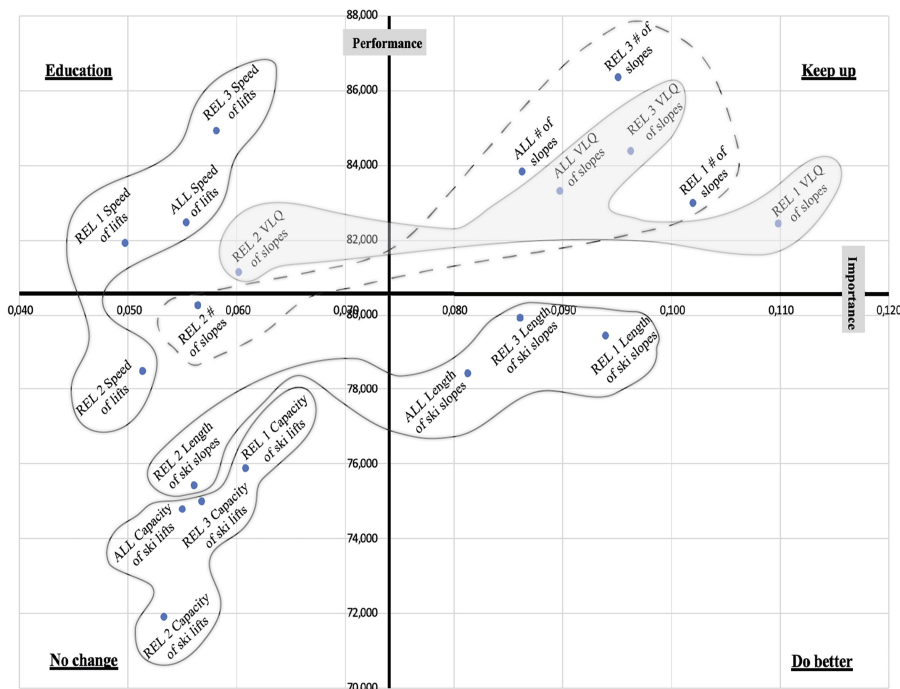 88,000
Performance
Education
Keep up
REL 3 # of
slopes
REL 3 Speed
of lifts
86,000
REL 3 VLQ
of slopes
ALL # of
slopes
ALL VLQ
of slopes
84,000
REL 1 # of
slopes
REL 1 VLQ
of slopes
ALL Speed
of lifts
REL 1 Speed
of lifts
82,000
REL 2 VLQ
of slopes
Importance
0,040
0,050
0,060
0,070
80,000
0,080
0,090
0,100
0,110
0,120
REL 2 #
of slopes
REL 3 Length
of ski slopes
REL 1 Length
of ski slopes
REL 2 Speed
of lifts
78,000
ALL Length
of ski slopes
REL 2 Length
of ski slopes
REL 1 Capacity
of ski lifts
76,000
ALL Capacity
of ski lifts
REL 3 Capacity
of ski lifts
74,000
REL 2 Capacity
of ski lifts
72,000
No change
Do better
70,000